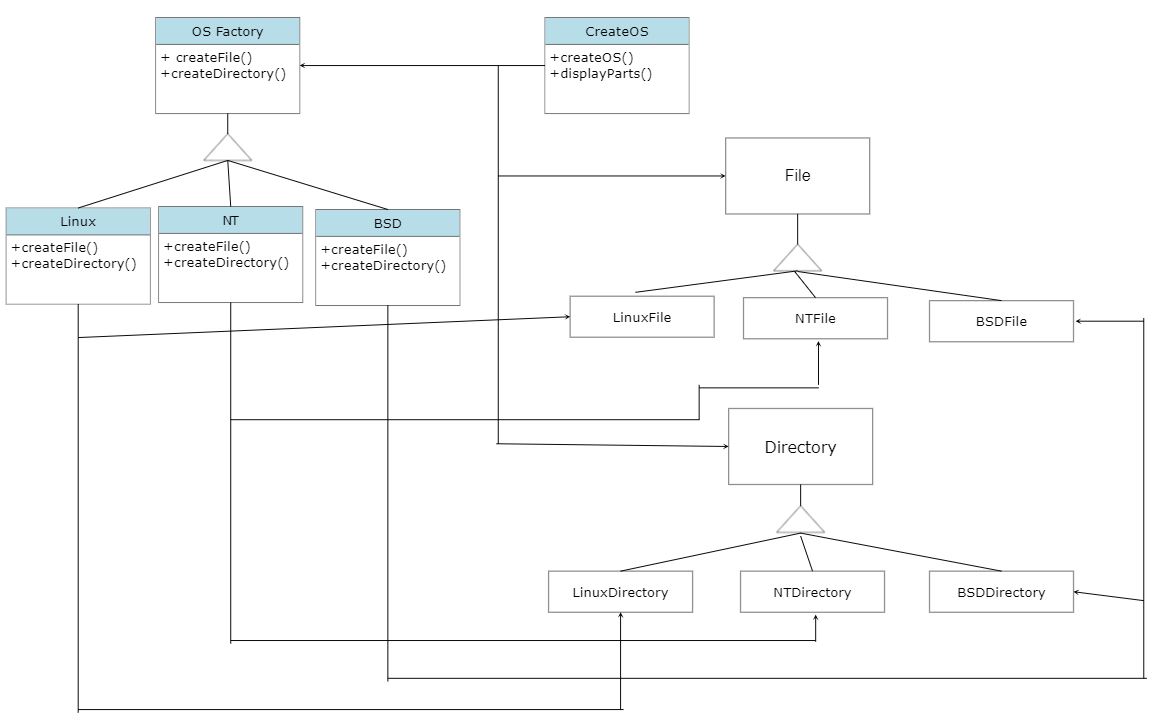 OS Factory
+ createFile()
+createDirectory()
CreateOS
+createOS()
+displayParts()
File
Linux
+createFile()
+createDirectory()
NT
+createFile()
+createDirectory()
BSD
+createFile()
+createDirectory()
LinuxFile
NTFile
BSDFile
Directory
LinuxDirectory
NTDirectory
BSDDirectory